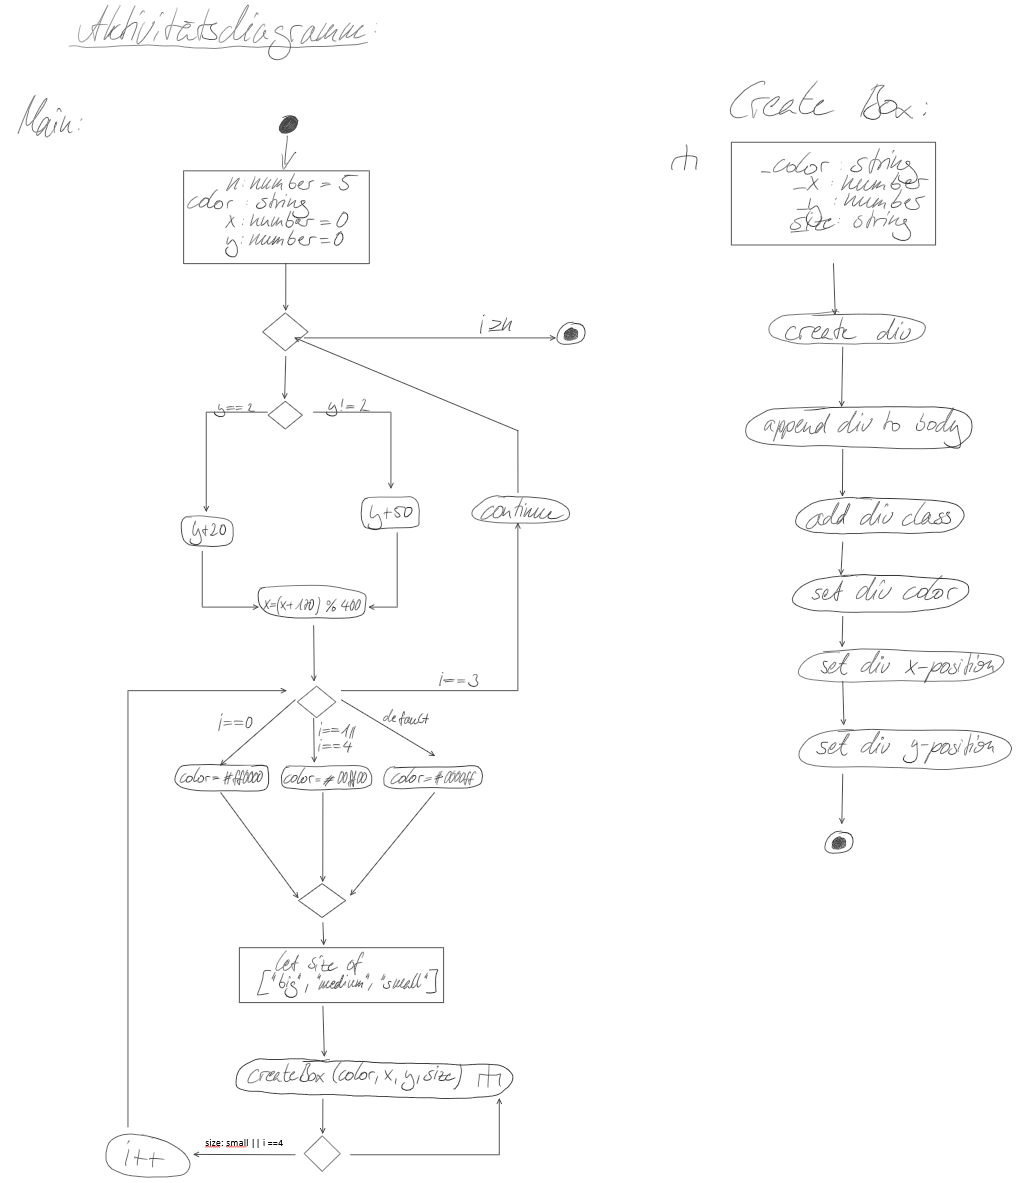 Aktivitätsdiagramm:
Main:
n: number = 5
color : string
x: number = 0
y: number = 0
i ≥ n
y == 2
y! = 2
y+20
y+50
continue
x=(x+120) % 400
i==3
i==0
i==1||
i==4
default
color = #ff0000
color = #00ff00
color = #0000ff
let size of
["big", "medium", "small"]
createBox (color, x, y, size)
size: small || i ==4
i++
Create Box:
_color : string
_x : number
_y : number
size: string
create div
append div to body
add div class
set div color
set div x-position
set div y-position